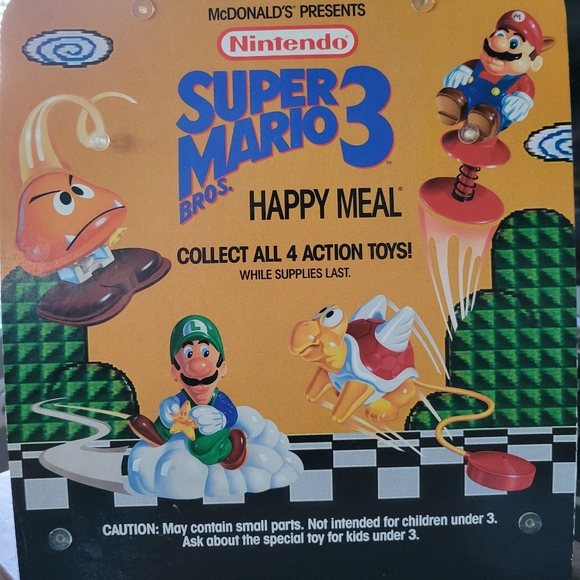 McDONALD'S PRESENTS
Nintendo®
SUPER
MARIO 3™
BROS.
HAPPY MEAL®
COLLECT ALL 4 ACTION TOYS!
WHILE SUPPLIES LAST.
M
L
CAUTION: May contain small parts. Not intended for children under 3.
Ask about the special toy for kids under 3.